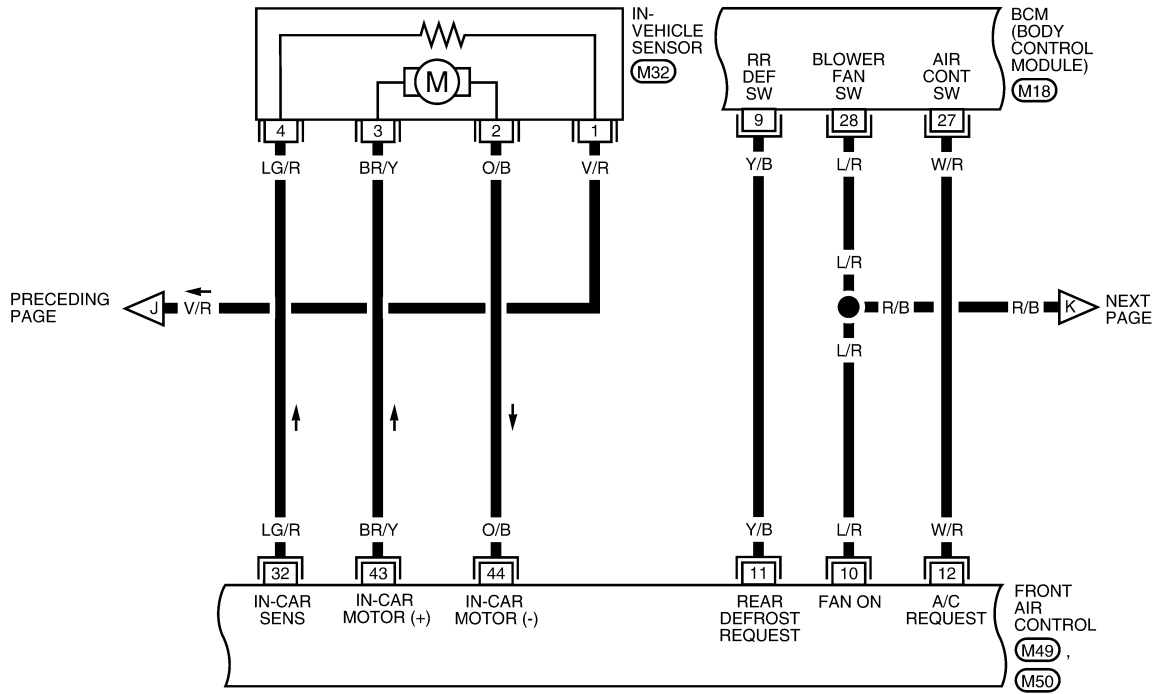 IN-
VEHICLE
SENSOR
M32
M
4
3
2
1
LG/R
BR/Y
O/B
V/R
BCM
(BODY
CONTROL
MODULE)
M18
RR
DEF
SW
BLOWER
FAN
SW
AIR
CONT
SW
9
28
27
Y/B
L/R
W/R
L/R
PRECEDING
PAGE
J
V/R
R/B
R/B
K
NEXT
PAGE
L/R
LG/R
BR/Y
O/B
Y/B
L/R
W/R
32
43
44
11
10
12
IN-CAR
SENS
IN-CAR
MOTOR (+)
IN-CAR
MOTOR (-)
REAR
DEFROST
REQUEST
FAN ON
A/C
REQUEST
FRONT
AIR
CONTROL
M49 ,
M50